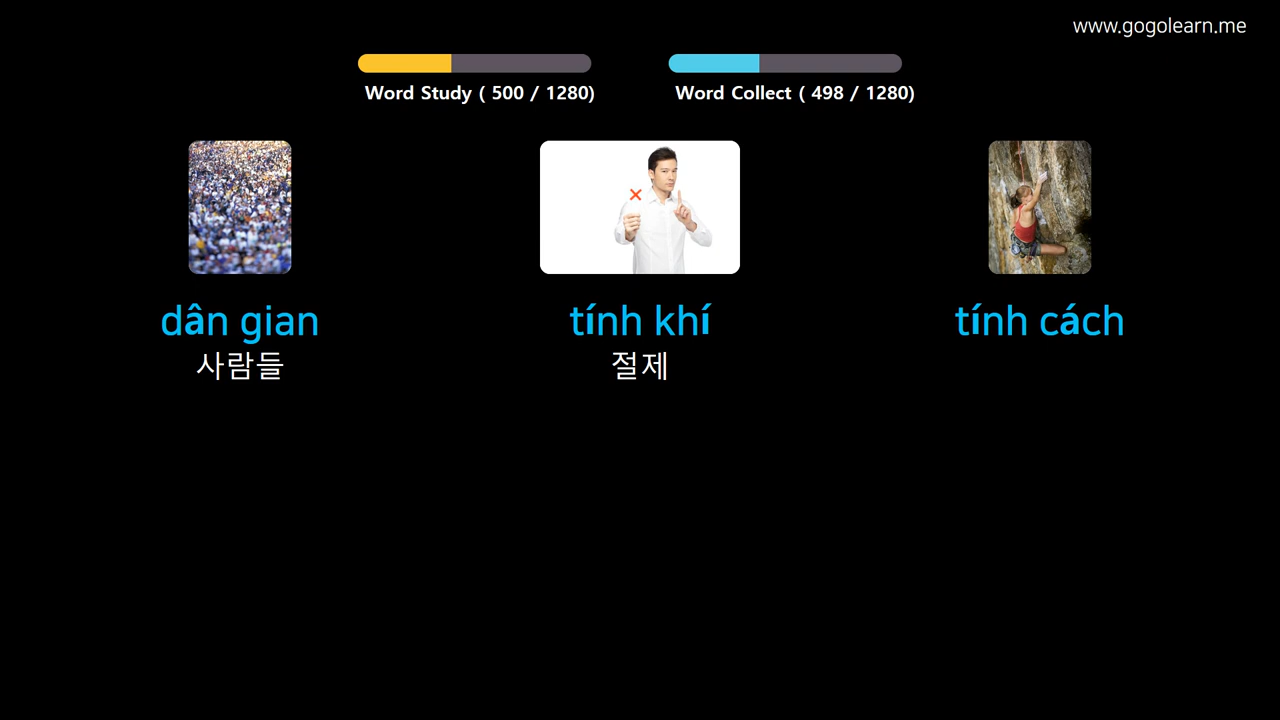 www.gogolearn.me
Word Study ( 500 / 1280)
Word Collect ( 498 / 1280)
dân gian
사람들
tính khí
절제
tính cách